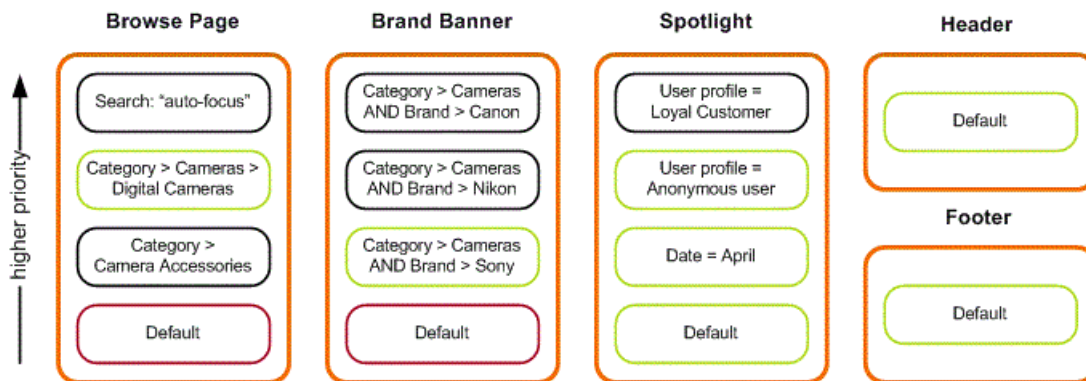 Browse Page
Brand Banner
Spotlight
Header
higher priority
Search: "auto-focus"
Category > Cameras >
Digital Cameras
Category >
Camera Accessories
Default
Category > Cameras
AND Brand > Canon
Category > Cameras
AND Brand > Nikon
Category > Cameras
AND Brand > Sony
Default
User profile =
Loyal Customer
User profile =
Anonymous user
Date = April
Default
Default
Footer
Default